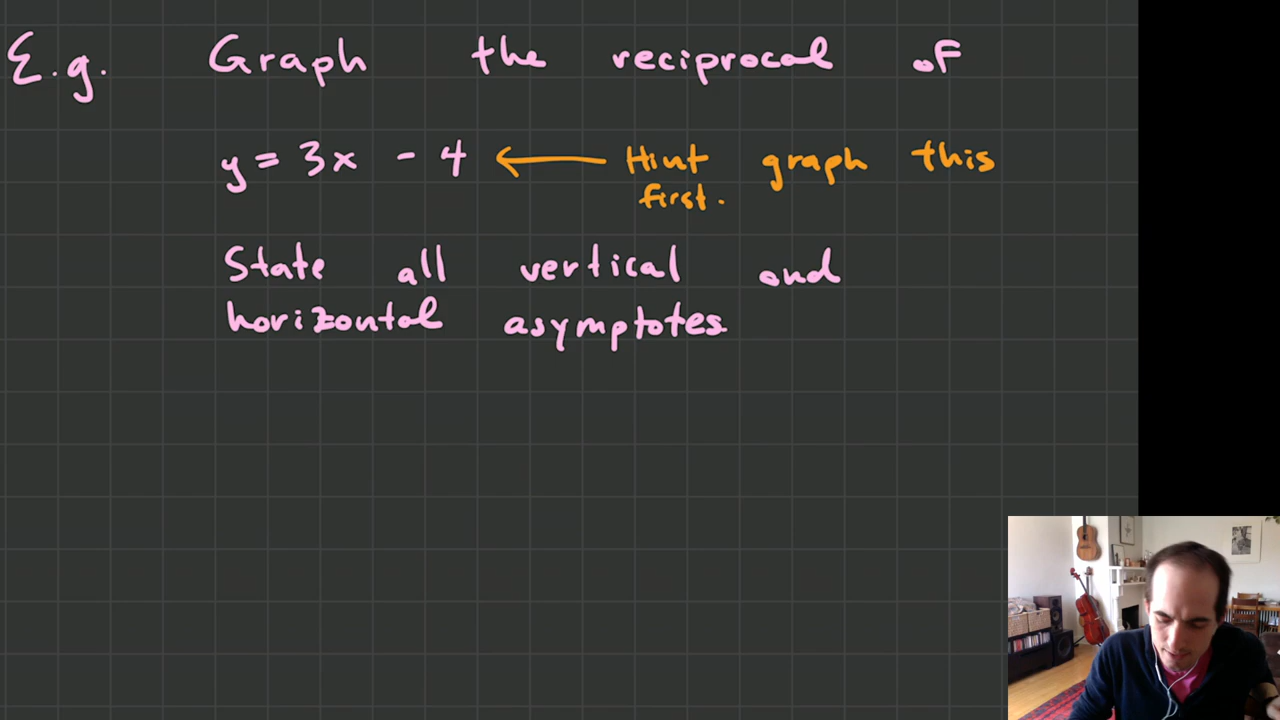 E.g. Graph the reciprocal of
y = 3x - 4 ← Hint graph this
first.
State all vertical and
horizontal asymptotes